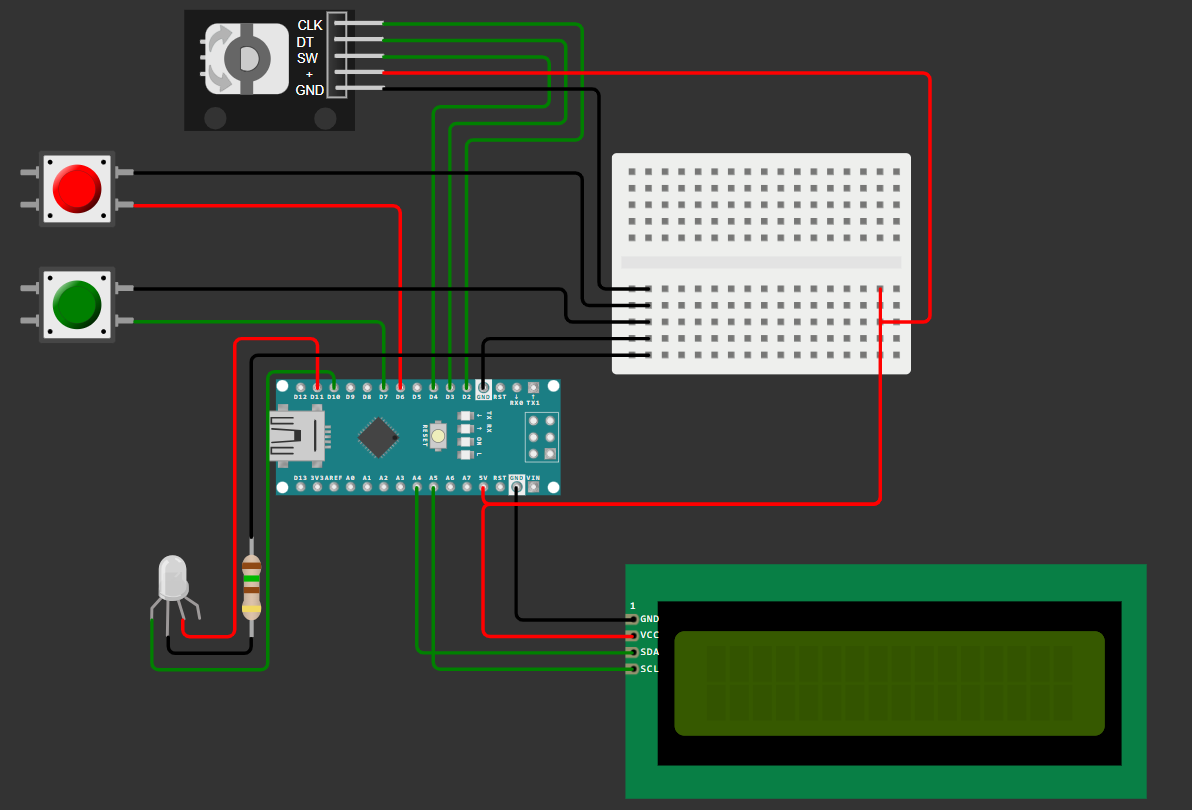 CLK
DT
SW
+
GND
D12 D11 D10 D9 D8 D7 D6 D5 D4 D3 D2 GND RST RX0 TX1
RESET
TX RX
ON
L
D13 3V3 AREF A0 A1 A2 A3 A4 A5 A6 A7 5V RST GND VIN
1
GND
VCC
SDA
SCL